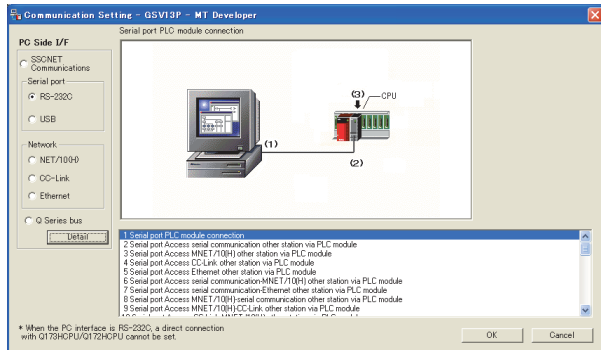 Communication Setting - QSV13P - MT Developer
Serial port PLC module connection
PC Side I/F
SSCNET
Communications
Serial port
RS-232C
USB
Network
NET/10(H)
CC-Link
Ethernet
Q Series bus
Detail
(3)
CPU
(1)
(2)
1 Serial port PLC module connection
2 Serial port Access serial communication other station via PLC module
3 Serial port Access MNET/10(H) other station via PLC module
4 Serial port Access CC-Link other station via PLC module
5 Serial port Access Ethernet other station via PLC module
6 Serial port Access serial communication-MNET/10(H) other station via PLC module
7 Serial port Access serial communication-Ethernet other station via PLC module
8 Serial port Access MNET/10(H)-serial communication other station via PLC module
9 Serial port Access MNET/10(H)-CC-Link other station via PLC module
* When the PC interface is RS-232C, a direct connection
with Q173HCPU/Q172HCPU cannot be set.
OK
Cancel